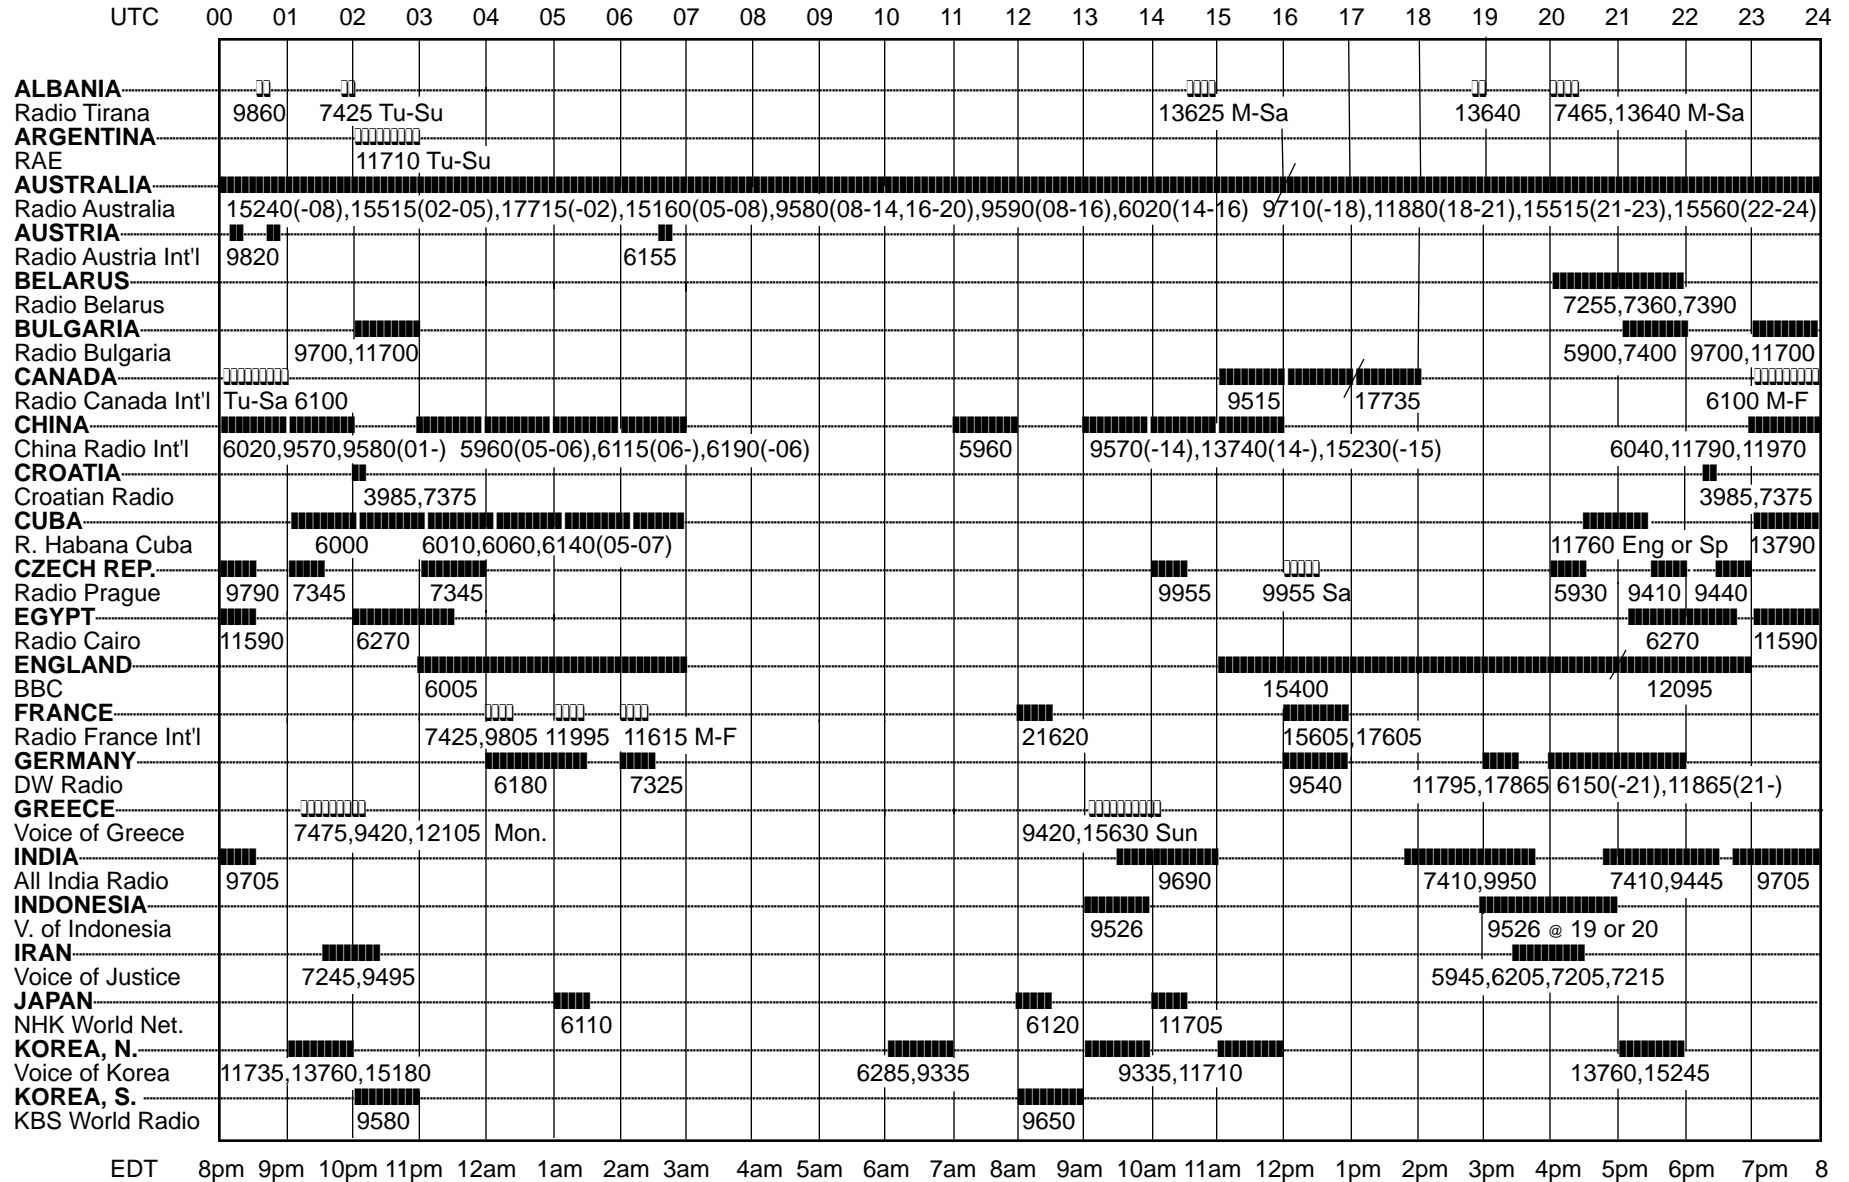 UTC 00 01 02 03 04 05 06 07 08 09 10 11 12 13 14 15 16 17 18 19 20 21 22 23 24
ALBANIA
Radio Tirana 9860 7425 Tu-Su 13625 M-Sa 13640 7465,13640 M-Sa
ARGENTINA
RAE 11710 Tu-Su
AUSTRALIA
Radio Australia 15240(-08),15515(02-05),17715(-02),15160(05-08),9580(08-14,16-20),9590(08-16),6020(14-16) 9710(-18),11880(18-21),15515(21-23),15560(22-24)
AUSTRIA
Radio Austria Int'l 9820 6155
BELARUS
Radio Belarus 7255,7360,7390
BULGARIA
Radio Bulgaria 9700,11700 5900,7400 9700,11700
CANADA
Radio Canada Int'l Tu-Sa 6100 9515 17735 6100 M-F
CHINA
China Radio Int'l 6020,9570,9580(01-) 5960(05-06),6115(06-),6190(-06) 5960 9570(-14),13740(14-),15230(-15) 6040,11790,11970
CROATIA
Croatian Radio 3985,7375 3985,7375
CUBA
R. Habana Cuba 6000 6010,6060,6140(05-07) 11760 Eng or Sp 13790
CZECH REP.
Radio Prague 9790 7345 7345 9955 9955 Sa 5930 9410 9440
EGYPT
Radio Cairo 11590 6270 6270 11590
ENGLAND
BBC 6005 15400 12095
FRANCE
Radio France Int'l 7425,9805 11995 11615 M-F 21620 15605,17605
GERMANY
DW Radio 6180 7325 9540 11795,17865 6150(-21),11865(21-)
GREECE
Voice of Greece 7475,9420,12105 Mon. 9420,15630 Sun
INDIA
All India Radio 9705 9690 7410,9950 7410,9445 9705
INDONESIA
V. of Indonesia 9526 9526 @ 19 or 20
IRAN
Voice of Justice 7245,9495 5945,6205,7205,7215
JAPAN
NHK World Net. 6110 6120 11705
KOREA, N.
Voice of Korea 11735,13760,15180 6285,9335 9335,11710 13760,15245
KOREA, S.
KBS World Radio 9580 9650
EDT 8pm 9pm 10pm 11pm 12am 1am 2am 3am 4am 5am 6am 7am 8am 9am 10am 11am 12pm 1pm 2pm 3pm 4pm 5pm 6pm 7pm 8